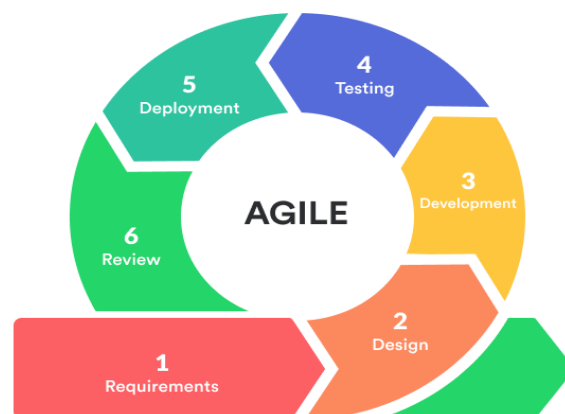 AGILE
1
Requirements
2
Design
3
Development
4
Testing
5
Deployment
6
Review